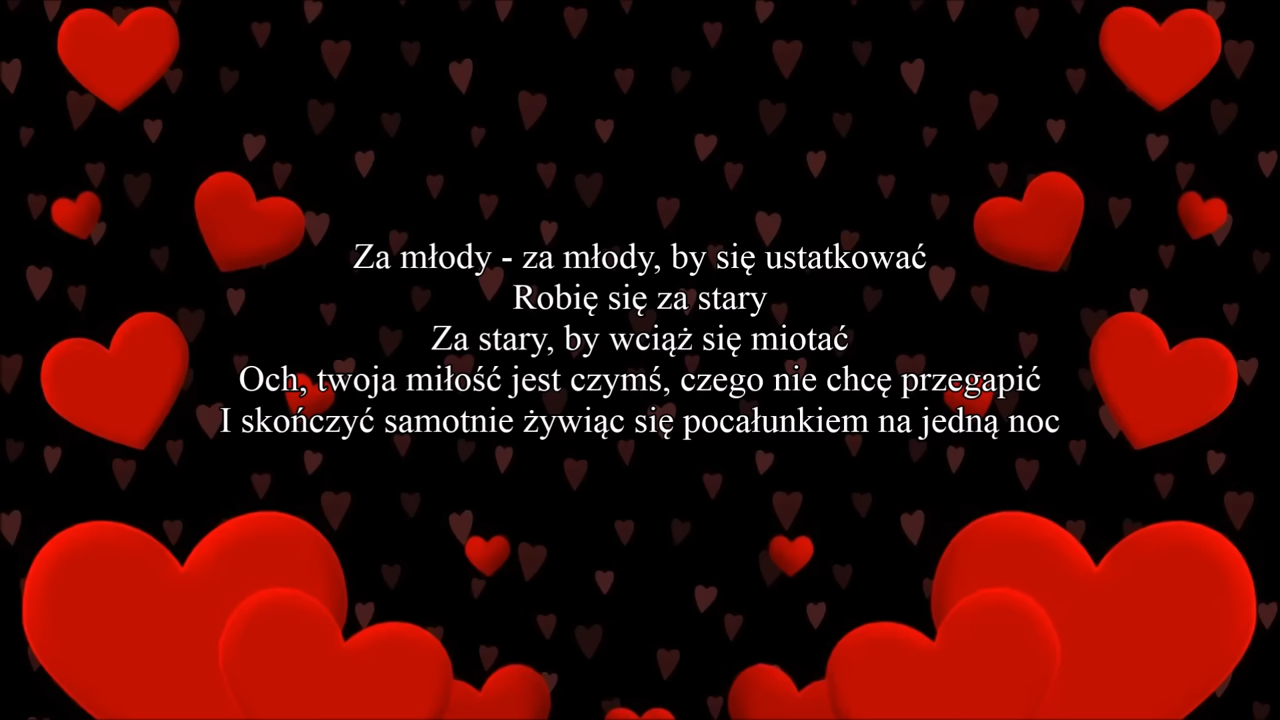 Za młody - za młody, by się ustatkować
Robię się za stary
Za stary, by wciąż się miotać
Och, twoja miłość jest czymś, czego nie chcę przegapić
I skończyć samotnie żywiąc się pocałunkiem na jedną noc